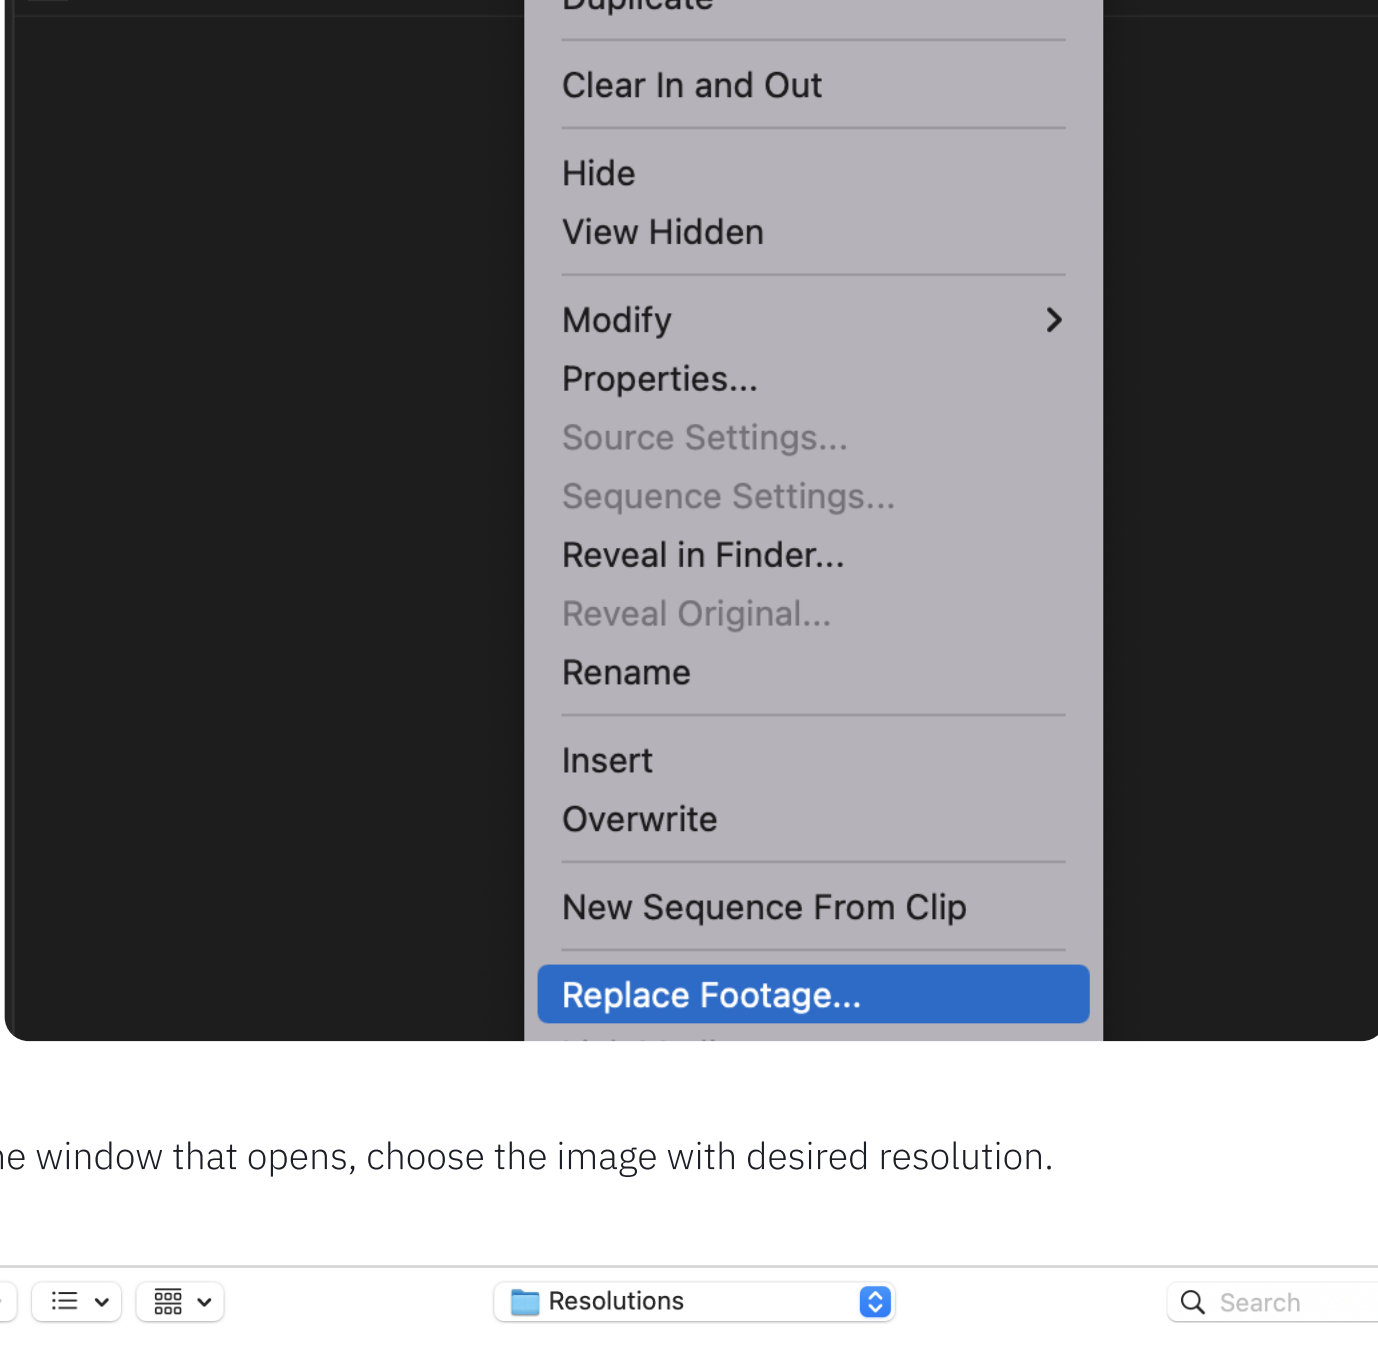 Duplicate
Clear In and Out
Hide
View Hidden
Modify
Properties...
Source Settings...
Sequence Settings...
Reveal in Finder...
Reveal Original...
Rename
Insert
Overwrite
New Sequence From Clip
Replace Footage...
window that opens, choose the image with desired resolution.
Resolutions
Search